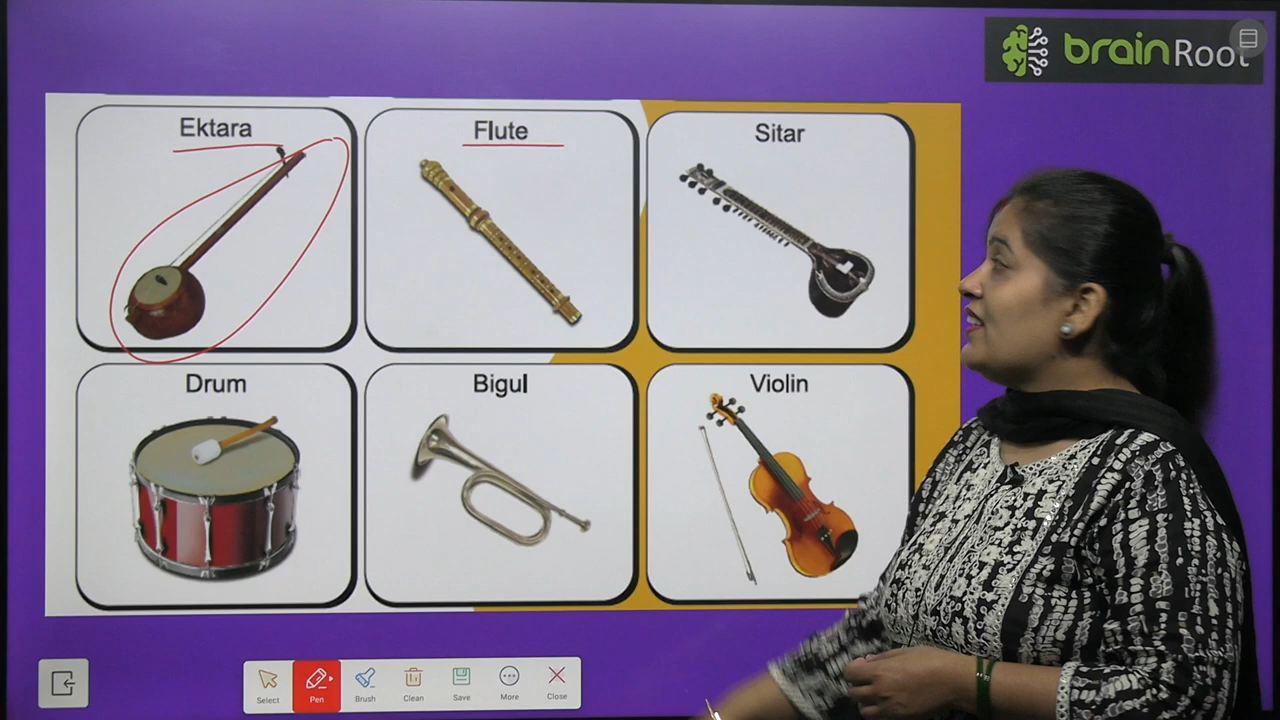 brainRoot
Ektara
Flute
Sitar
Drum
Bigul
Violin
Select
Pen
Brush
Clean
Save
More
Close